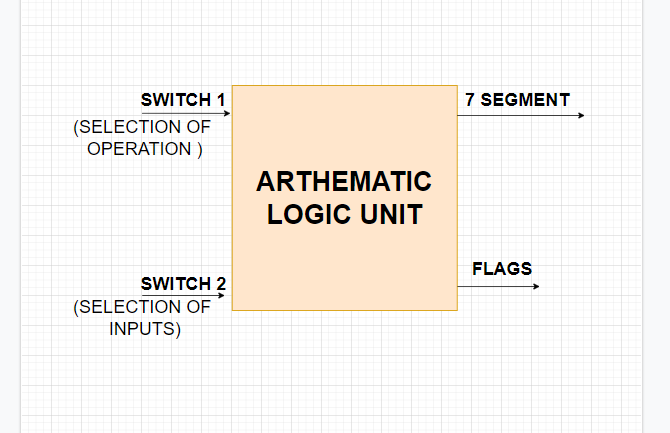 SWITCH 1
(SELECTION OF
OPERATION )
7 SEGMENT
ARTHEMATIC
LOGIC UNIT
SWITCH 2
(SELECTION OF
INPUTS)
FLAGS